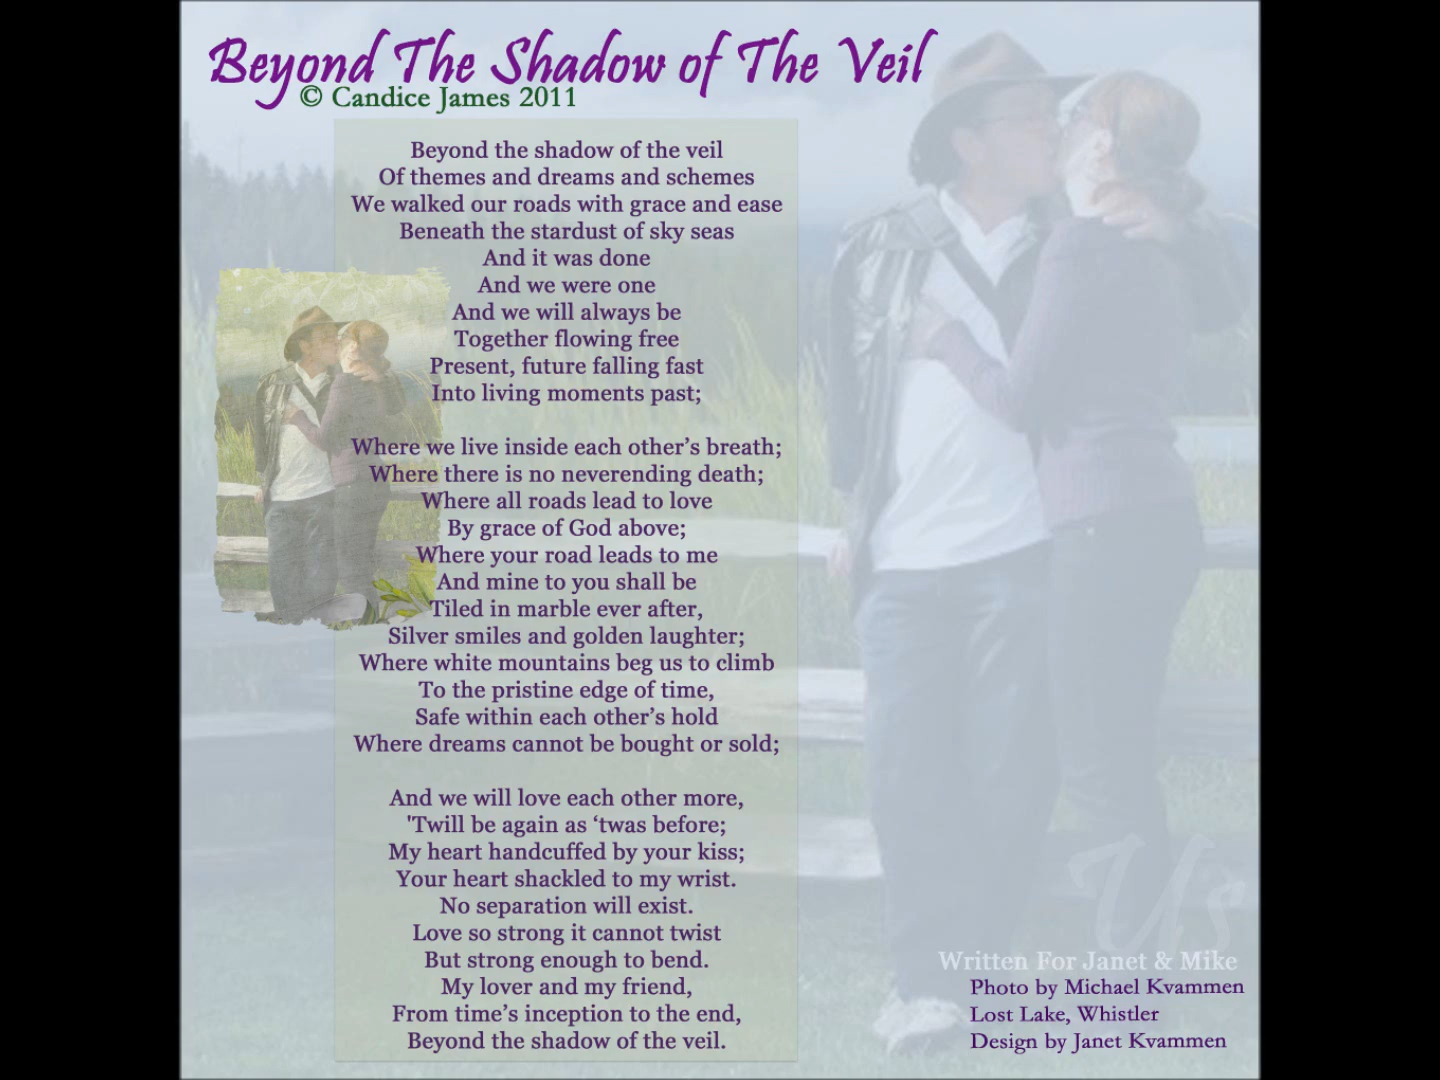 Beyond The Shadow of The Veil
© Candice James 2011
Beyond the shadow of the veil
Of themes and dreams and schemes
We walked our roads with grace and ease
Beneath the stardust of sky seas
And it was done
And we were one
And we will always be
Together flowing free
Present, future falling fast
Into living moments past;
Where we live inside each other’s breath;
Where there is no neverending death;
Where all roads lead to love
By grace of God above;
Where your road leads to me
And mine to you shall be
Tiled in marble ever after,
Silver smiles and golden laughter;
Where white mountains beg us to climb
To the pristine edge of time,
Safe within each other’s hold
Where dreams cannot be bought or sold;
And we will love each other more,
'Twill be again as ‘twas before;
My heart handcuffed by your kiss;
Your heart shackled to my wrist.
No separation will exist.
Love so strong it cannot twist
But strong enough to bend.
My lover and my friend,
From time’s inception to the end,
Beyond the shadow of the veil.
Us
Written For Janet & Mike
Photo by Michael Kvammen
Lost Lake, Whistler
Design by Janet Kvammen